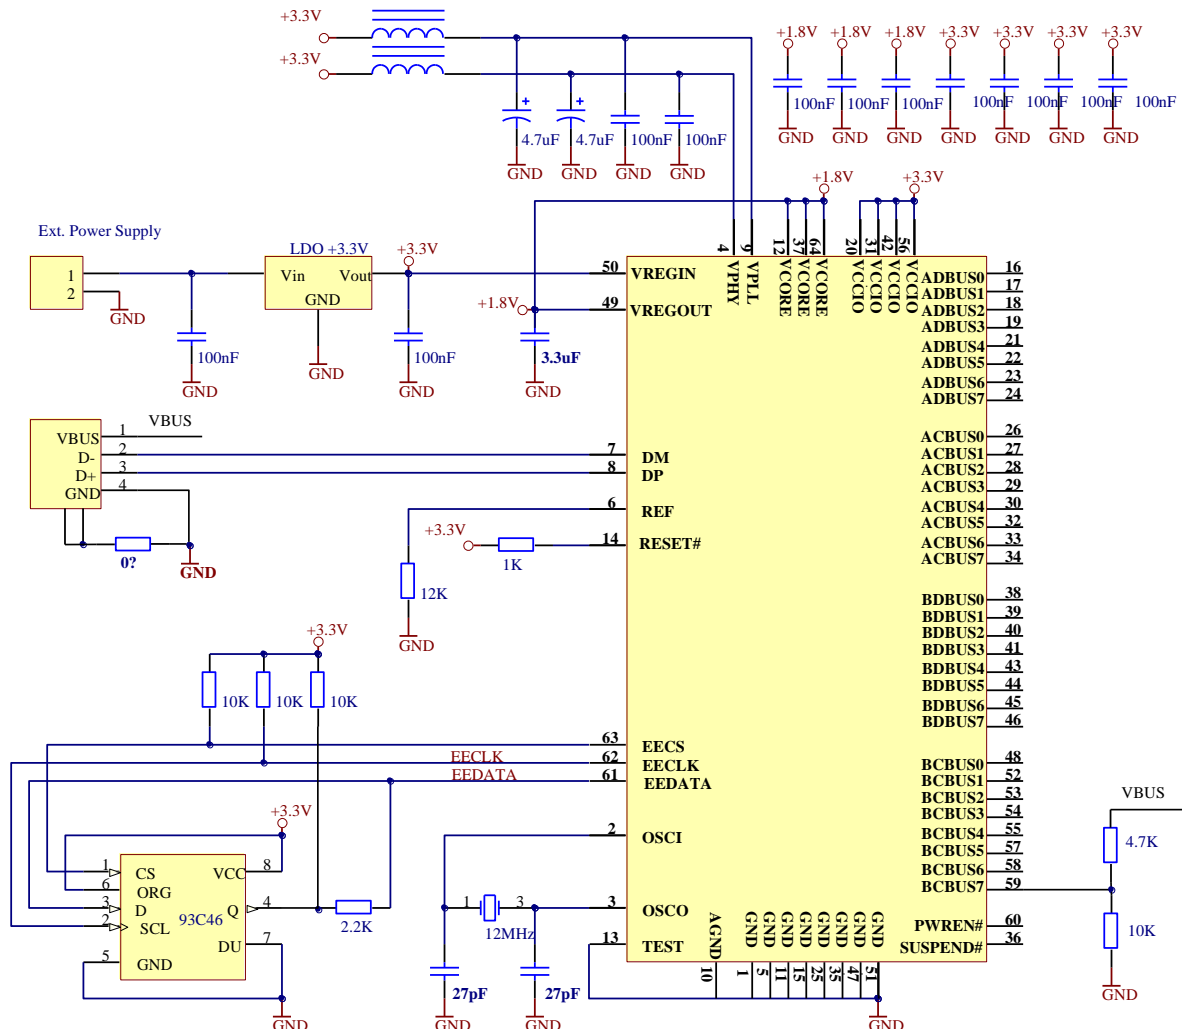 +3.3V
+3.3V
4.7uF 4.7uF 100nF 100nF
GND GND GND GND
+1.8V +1.8V +1.8V +3.3V +3.3V +3.3V +3.3V
100nF 100nF 100nF 100nF 100nF 100nF 100nF
GND GND GND GND GND GND GND
+1.8V +3.3V
Ext. Power Supply
1
2
GND
100nF
GND
LDO +3.3V
Vin Vout
GND
GND
+3.3V
100nF
GND
+1.8V
3.3uF
GND
VBUS
VBUS 1
D- 2
D+ 3
GND 4
0?
GND
12K
GND
+3.3V
1K
+3.3V
10K 10K 10K
EECLK
EEDATA
+3.3V
1 CS
6 ORG
3 D
2 SCL
5 GND
93C46
VCC 8
Q 4
DU 7
2.2K
GND
1 3
12MHz
27pF 27pF
GND GND
50 VREGIN
49 VREGOUT
7 DM
8 DP
6 REF
14 RESET#
63 EECS
62 EECLK
61 EEDATA
2 OSCI
3 OSCO
13 TEST
4 VPHY
9 VPLL
12 VCORE
37 VCORE
64 VCORE
20 VCCIO
31 VCCIO
42 VCCIO
56 VCCIO
ADBUS0 16
ADBUS1 17
ADBUS2 18
ADBUS3 19
ADBUS4 21
ADBUS5 22
ADBUS6 23
ADBUS7 24
ACBUS0 26
ACBUS1 27
ACBUS2 28
ACBUS3 29
ACBUS4 30
ACBUS5 32
ACBUS6 33
ACBUS7 34
BDBUS0 38
BDBUS1 39
BDBUS2 40
BDBUS3 41
BDBUS4 43
BDBUS5 44
BDBUS6 45
BDBUS7 46
BCBUS0 48
BCBUS1 52
BCBUS2 53
BCBUS3 54
BCBUS4 55
BCBUS5 57
BCBUS6 58
BCBUS7 59
PWREN# 60
SUSPEND# 36
AGND 10
GND 1
GND 5
GND 11
GND 15
GND 25
GND 35
GND 47
GND 51
GND
VBUS
4.7K
10K
GND